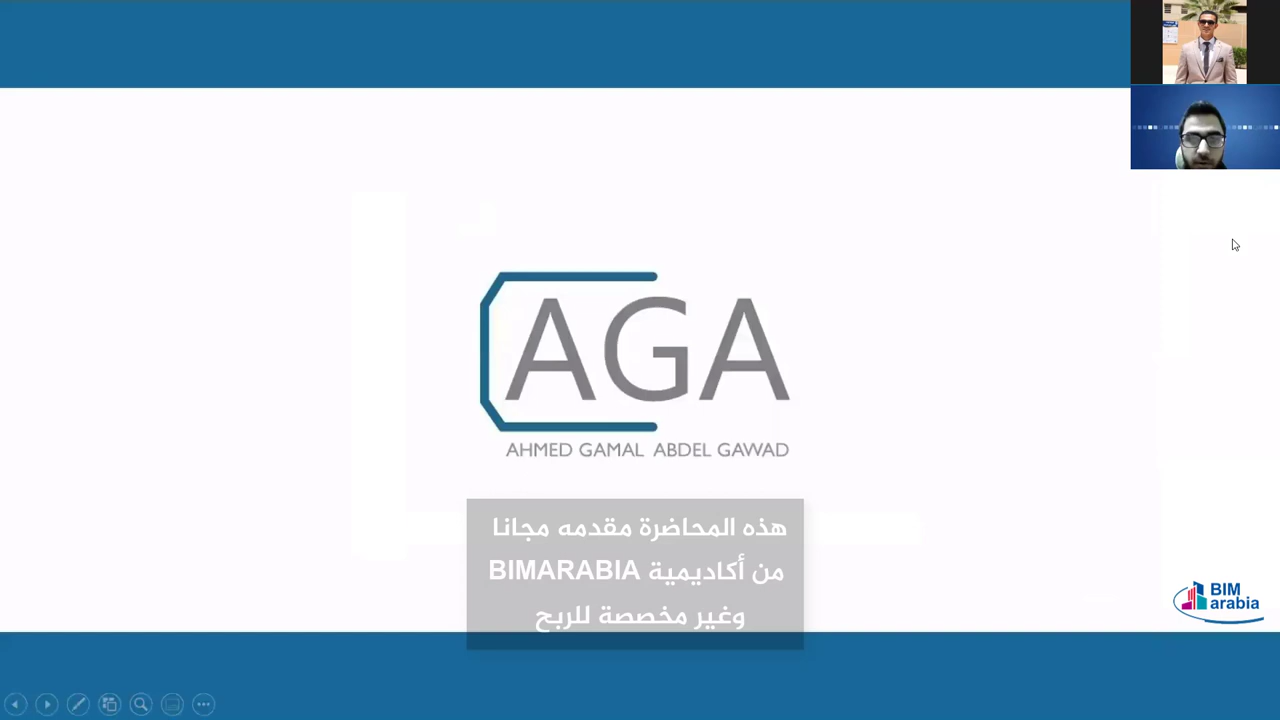 AGA
AHMED GAMAL ABDEL GAWAD
هذه المحاضرة مقدمه مجانا
من أكاديمية BIMARABIA
وغير مخصصة للربح
BIM
arabia